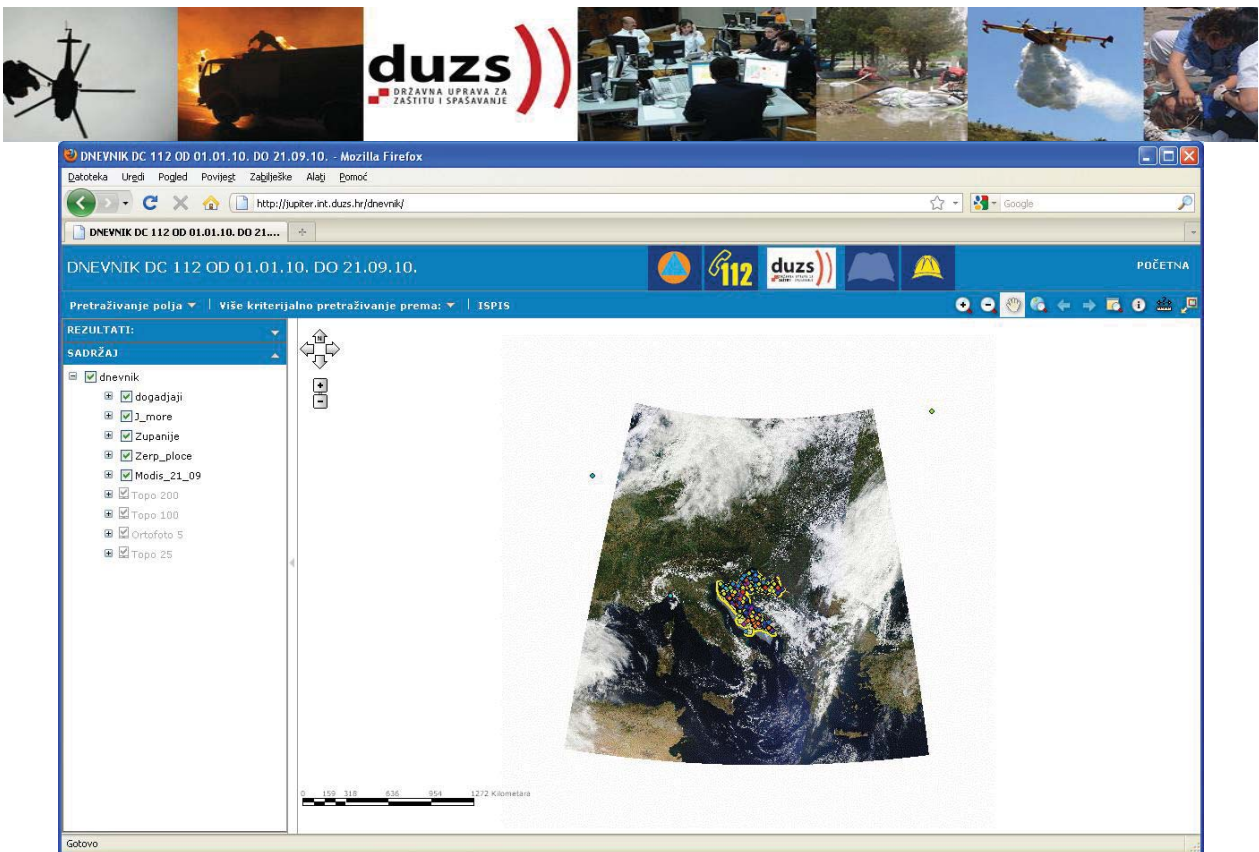 duzs
DRŽAVNA UPRAVA ZA
ZAŠTITU I SPAŠAVANJE
DNEVNIK DC 112 OD 01.01.10. DO 21.09.10. - Mozilla Firefox
Datoteka Uredi Pogled Povijest Zabilješke Alati Pomoć
http://jupiter.int.duzs.hr/dnevnik/
Google
DNEVNIK DC 112 OD 01.01.10. DO 21....
DNEVNIK DC 112 OD 01.01.10. DO 21.09.10.
112
duzs
POČETNA
Pretraživanje polja | Više kriterijalno pretraživanje prema: | ISPIS
REZULTATI:
SADRŽAJ
dnevnik
dogadjaji
J_more
Zupanije
Zerp_ploce
Modis_21_09
Topo 200
Topo 100
Ortofoto 5
Topo 25
N
0 159 318 636 954 1272 Kilometara
Gotovo